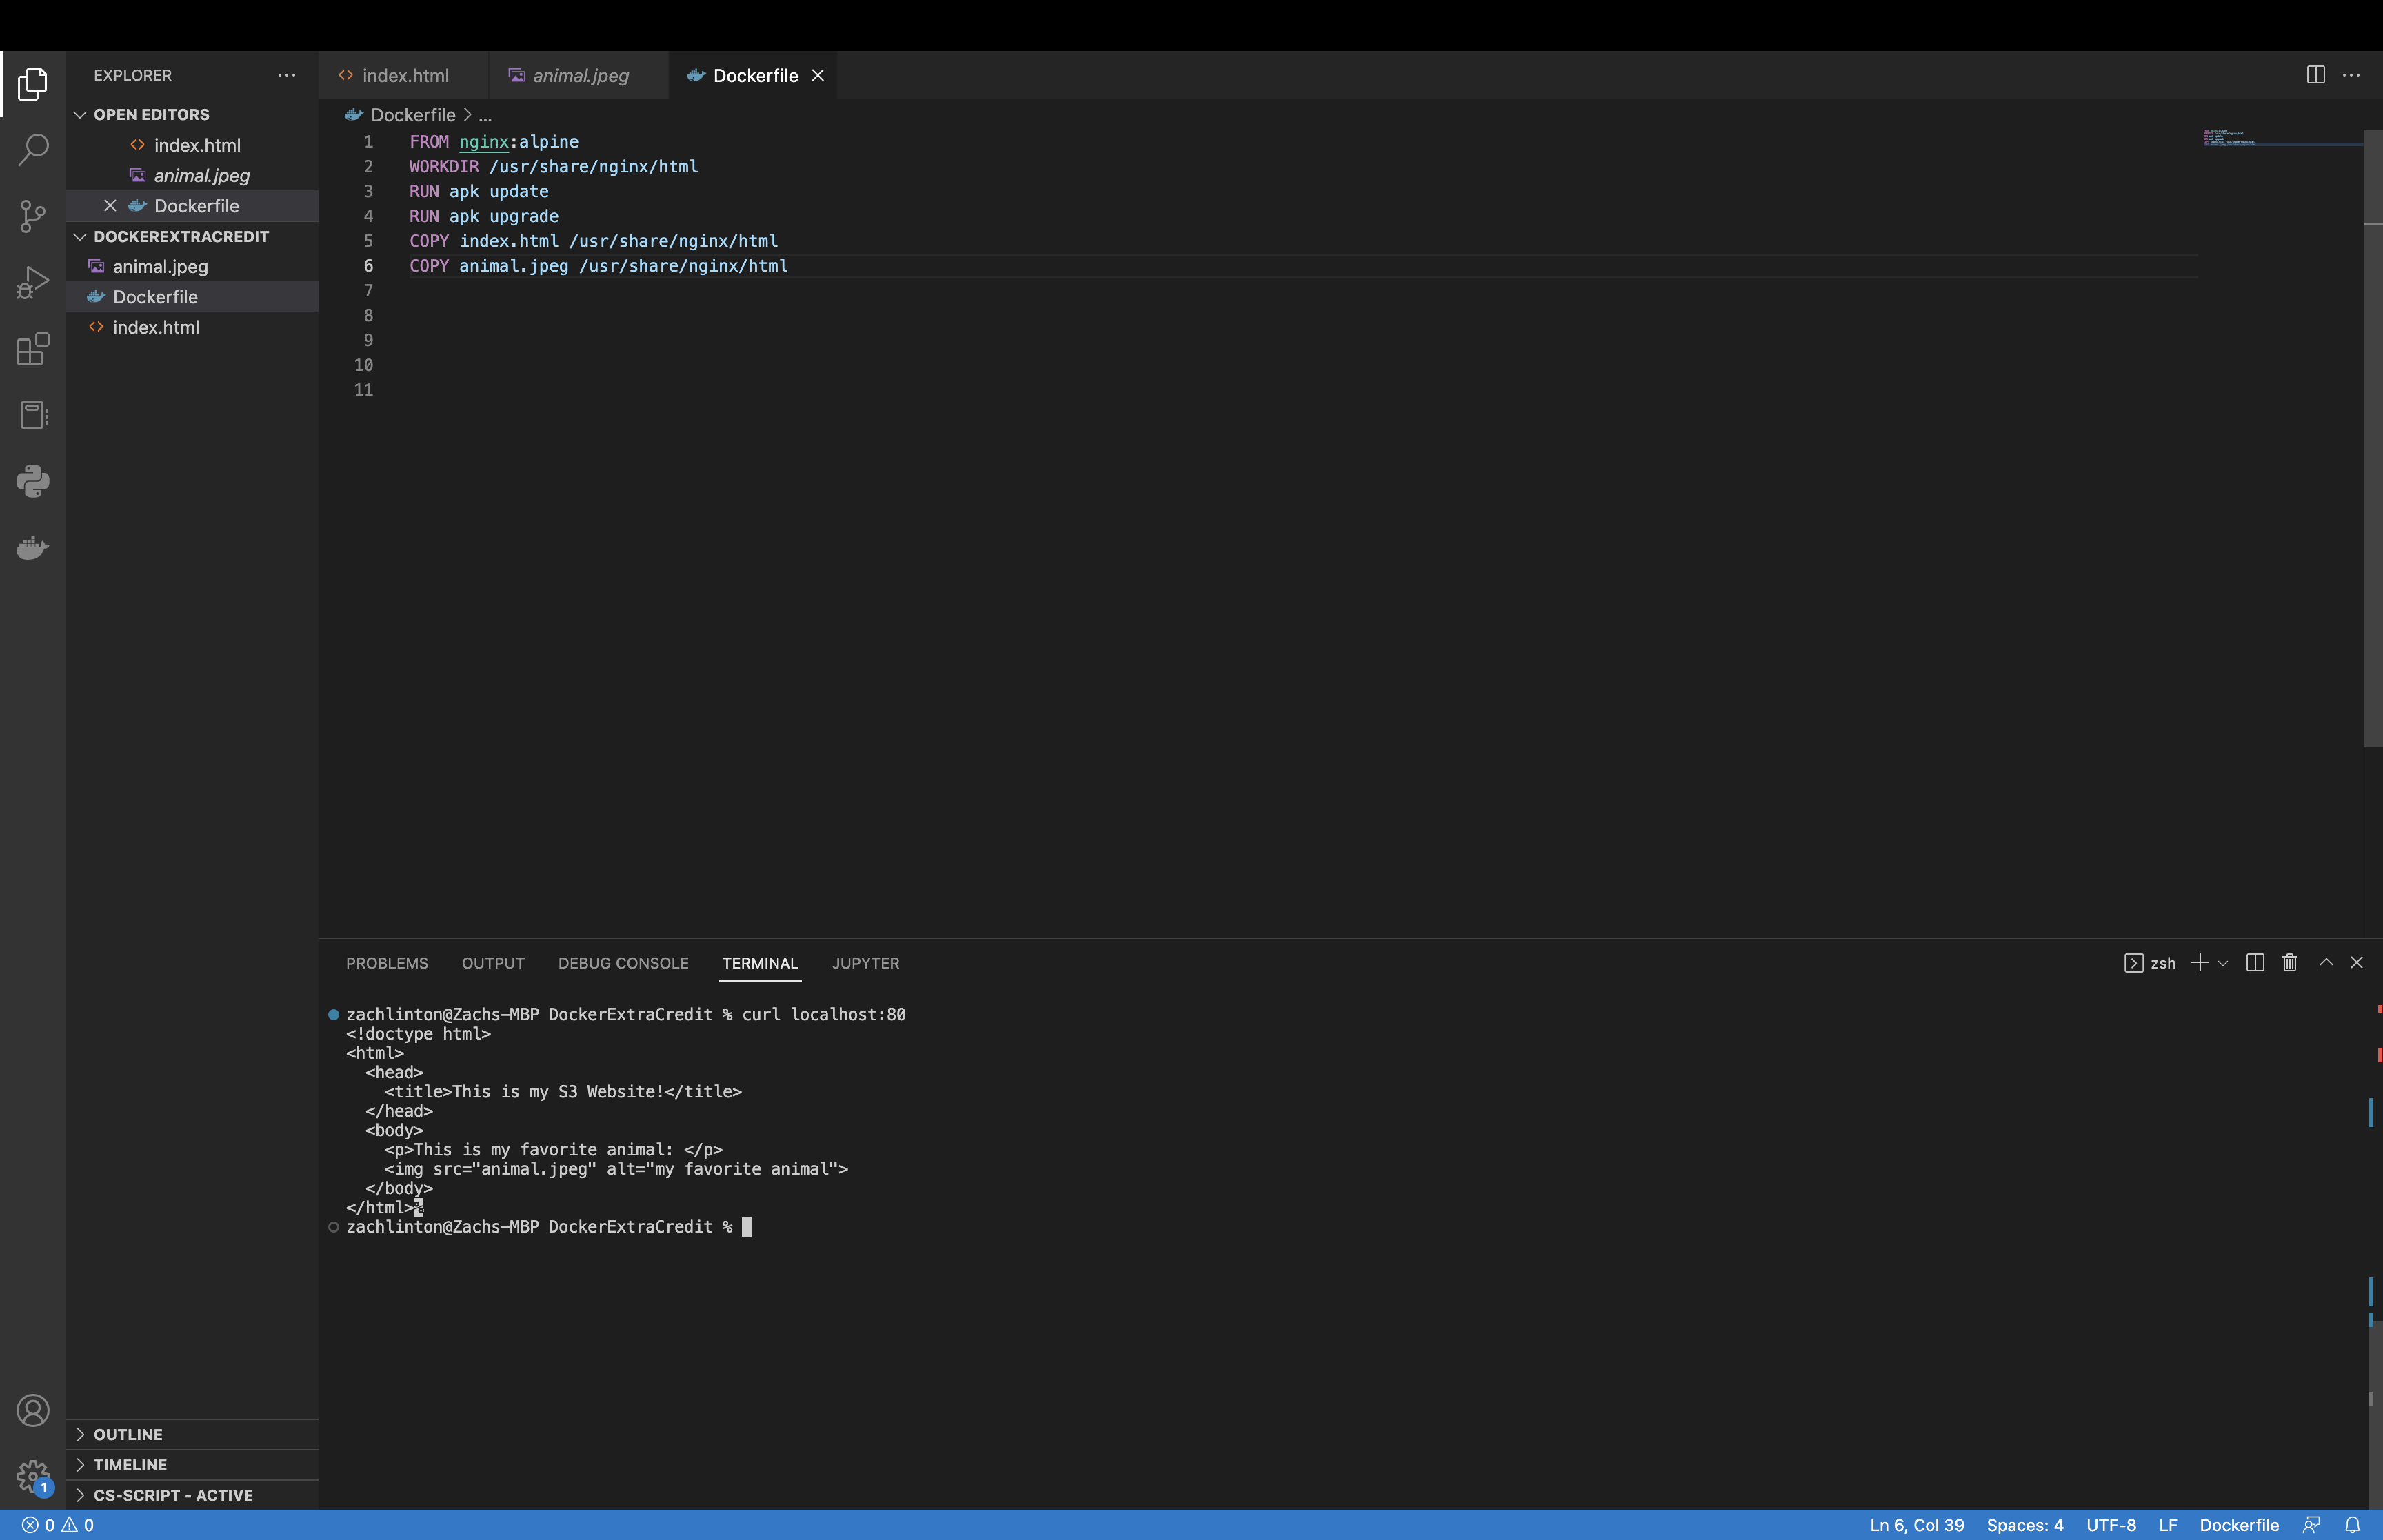 EXPLORER
OPEN EDITORS
index.html
animal.jpeg
Dockerfile
DOCKEREXTRACREDIT
animal.jpeg
Dockerfile
index.html
OUTLINE
TIMELINE
CS-SCRIPT - ACTIVE
index.html animal.jpeg Dockerfile
Dockerfile > ...
1 FROM nginx:alpine
2 WORKDIR /usr/share/nginx/html
3 RUN apk update
4 RUN apk upgrade
5 COPY index.html /usr/share/nginx/html
6 COPY animal.jpeg /usr/share/nginx/html
7
8
9
10
11
PROBLEMS OUTPUT DEBUG CONSOLE TERMINAL JUPYTER
zsh
zachlinton@Zachs-MBP DockerExtraCredit % curl localhost:80
<!doctype html>
<html>
  <head>
    <title>This is my S3 Website!</title>
  </head>
  <body>
    <p>This is my favorite animal: </p>
    <img src="animal.jpeg" alt="my favorite animal">
  </body>
</html>%
zachlinton@Zachs-MBP DockerExtraCredit %
1
0 0
Ln 6, Col 39 Spaces: 4 UTF-8 LF Dockerfile